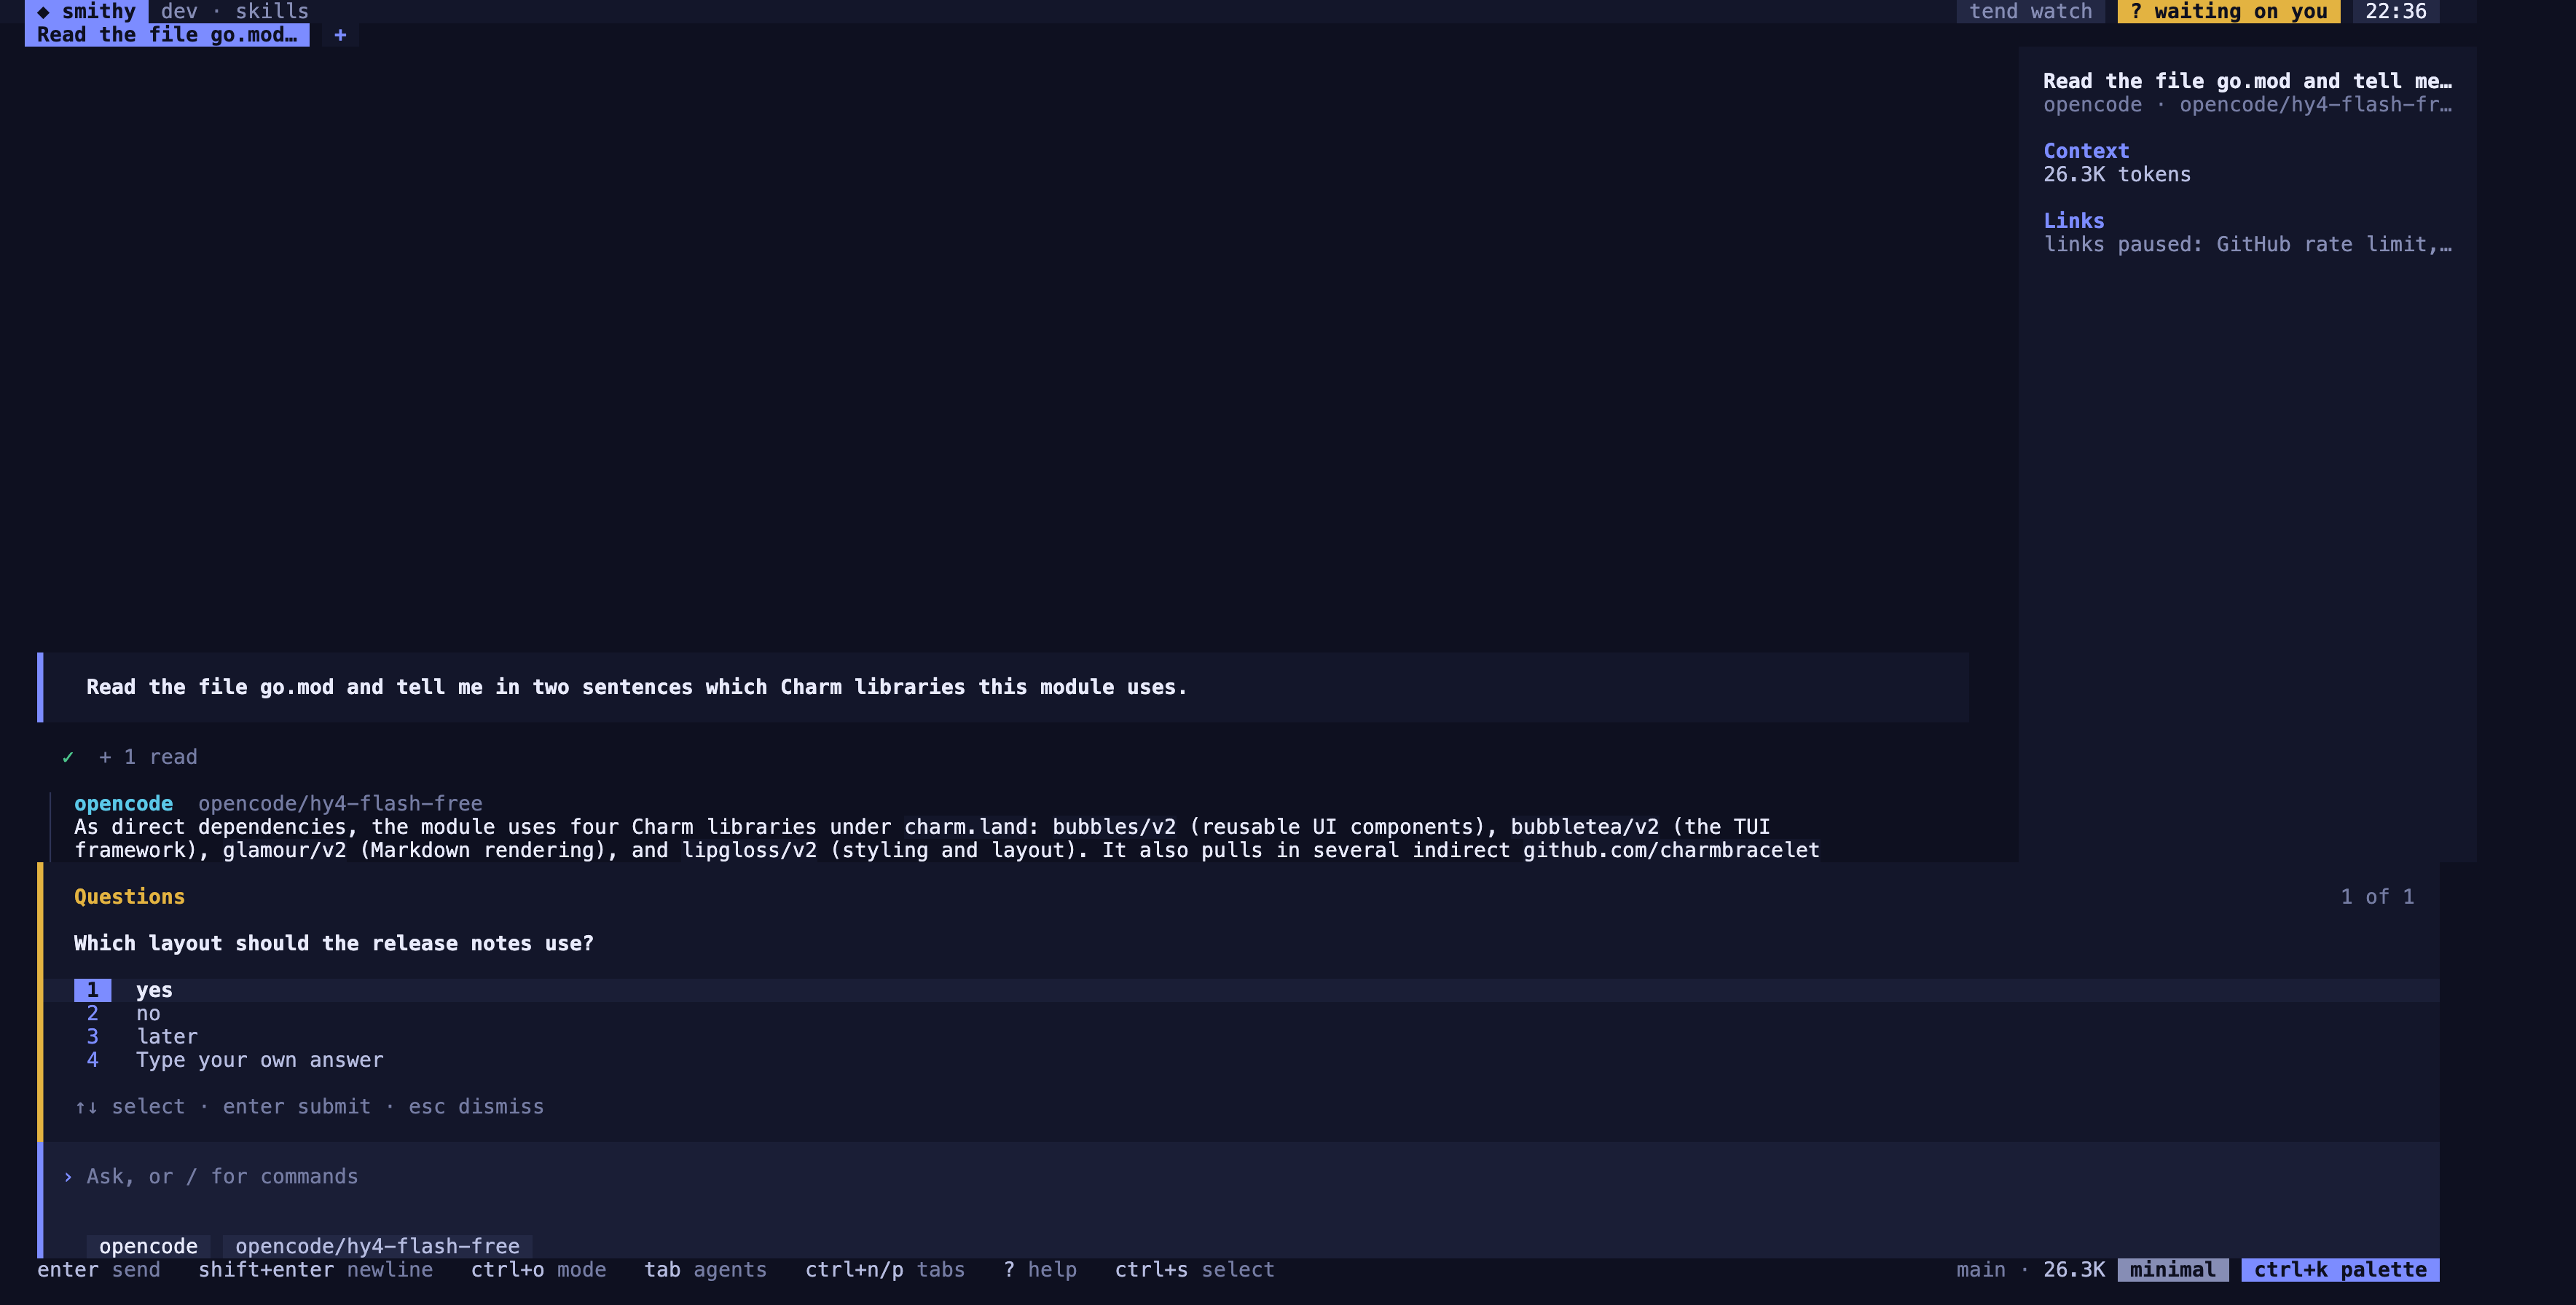 ◆ smithy dev · skills tend watch ? waiting on you 22:36
Read the file go.mod… +
Read the file go.mod and tell me…
opencode · opencode/hy4-flash-fr…
Context
26.3K tokens
Links
links paused: GitHub rate limit,…
Read the file go.mod and tell me in two sentences which Charm libraries this module uses.
✓ + 1 read
opencode opencode/hy4-flash-free
As direct dependencies, the module uses four Charm libraries under charm.land: bubbles/v2 (reusable UI components), bubbletea/v2 (the TUI
framework), glamour/v2 (Markdown rendering), and lipgloss/v2 (styling and layout). It also pulls in several indirect github.com/charmbracelet
Questions 1 of 1
Which layout should the release notes use?
1 yes
2 no
3 later
4 Type your own answer
↑↓ select · enter submit · esc dismiss
› Ask, or / for commands
opencode opencode/hy4-flash-free
enter send shift+enter newline ctrl+o mode tab agents ctrl+n/p tabs ? help ctrl+s select main · 26.3K minimal ctrl+k palette